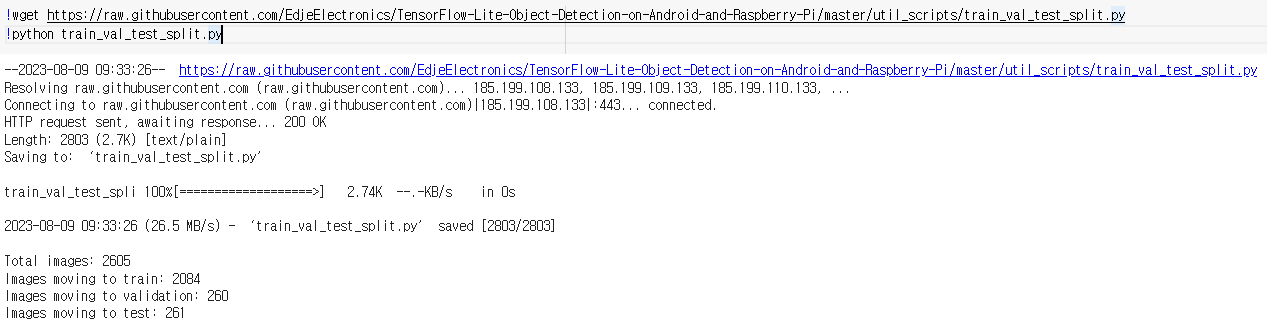 !wget https://raw.githubusercontent.com/EdjeElectronics/TensorFlow-Lite-Object-Detection-on-Android-and-Raspberry-Pi/master/util_scripts/train_val_test_split.py
!python train_val_test_split.py
--2023-08-09 09:33:26-- https://raw.githubusercontent.com/EdjeElectronics/TensorFlow-Lite-Object-Detection-on-Android-and-Raspberry-Pi/master/util_scripts/train_val_test_split.py
Resolving raw.githubusercontent.com (raw.githubusercontent.com)... 185.199.108.133, 185.199.109.133, 185.199.110.133, ...
Connecting to raw.githubusercontent.com (raw.githubusercontent.com)|185.199.108.133|:443... connected.
HTTP request sent, awaiting response... 200 OK
Length: 2803 (2.7K) [text/plain]
Saving to: ‘train_val_test_split.py’
train_val_test_spli 100%[===================>] 2.74K --.-KB/s in 0s
2023-08-09 09:33:26 (26.5 MB/s) - ‘train_val_test_split.py’ saved [2803/2803]
Total images: 2605
Images moving to train: 2084
Images moving to validation: 260
Images moving to test: 261